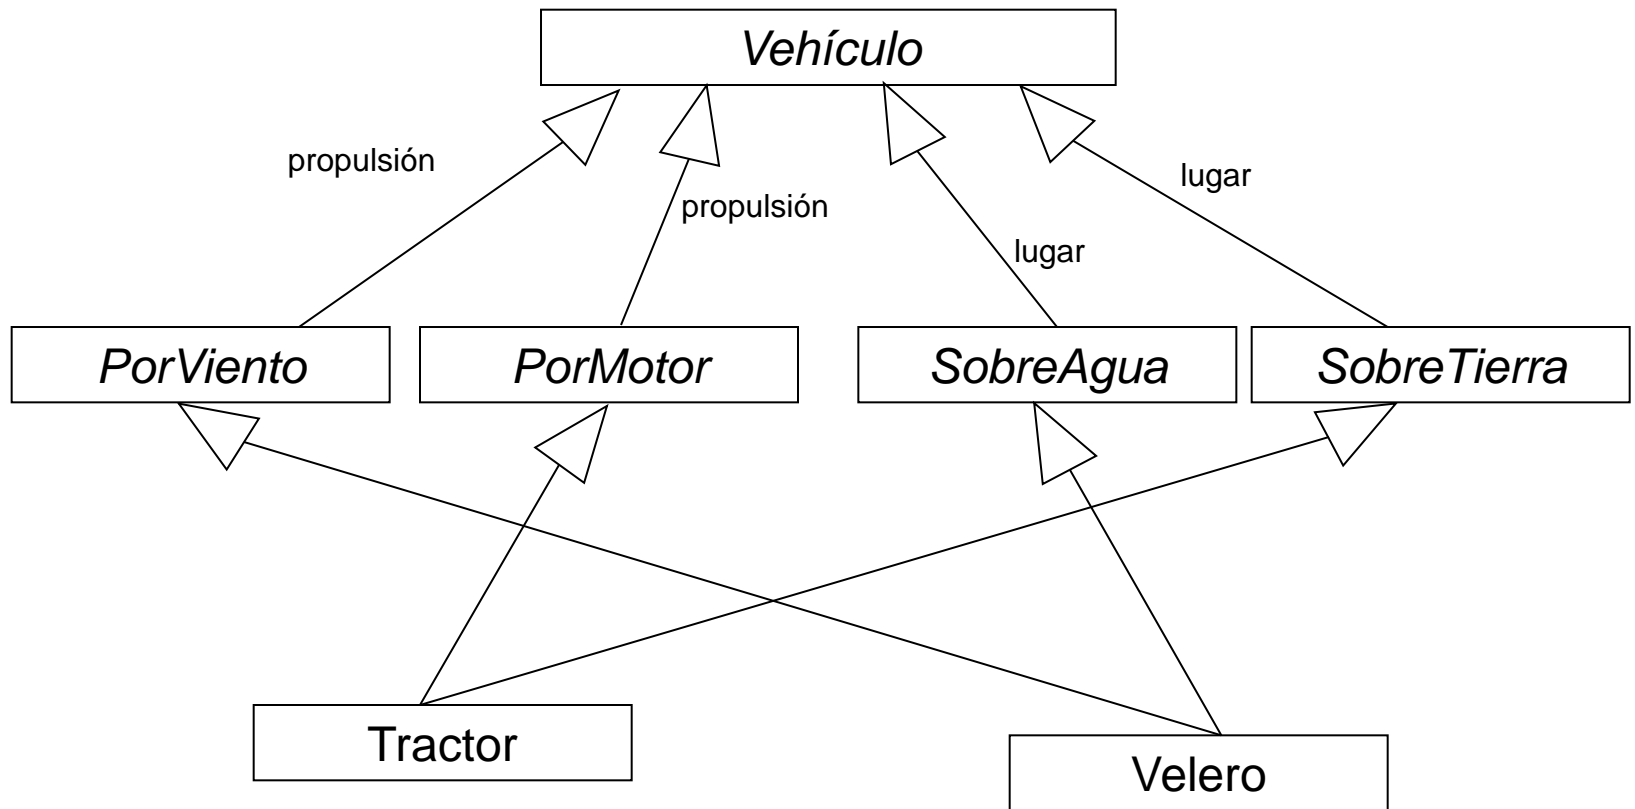 Vehículo
propulsión
lugar
propulsión
lugar
PorViento
PorMotor
SobreAgua
SobreTierra
Tractor
Velero